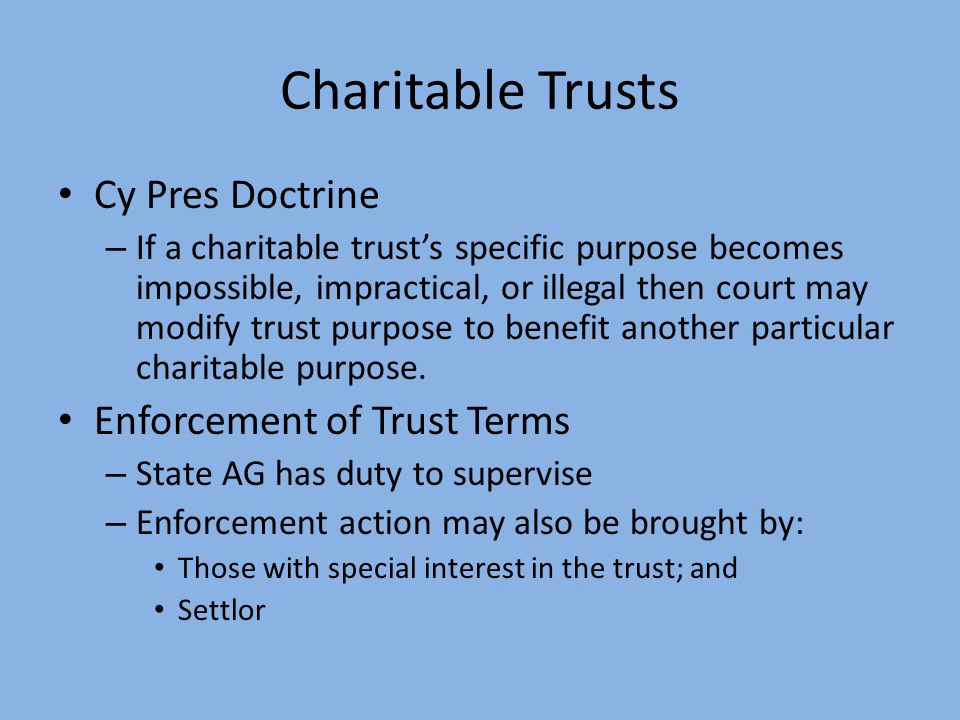 Charitable Trusts
• Cy Pres Doctrine
– If a charitable trust’s specific purpose becomes
impossible, impractical, or illegal then court may
modify trust purpose to benefit another particular
charitable purpose.
• Enforcement of Trust Terms
– State AG has duty to supervise
– Enforcement action may also be brought by:
• Those with special interest in the trust; and
• Settlor